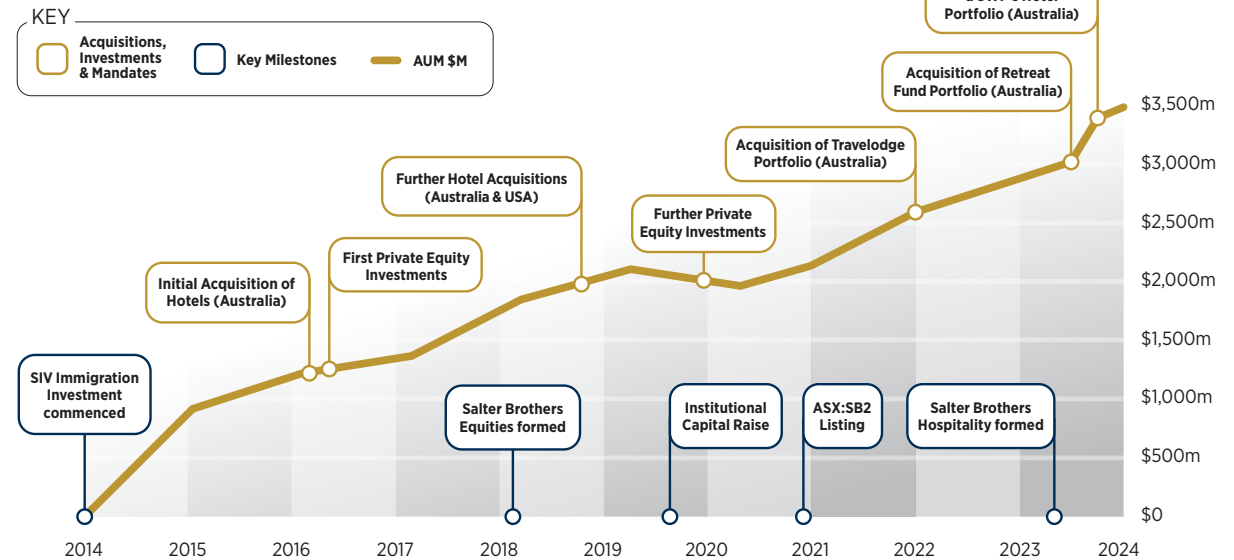 KEY
Acquisitions,
Investments
& Mandates
Key Milestones
AUM $M
Portfolio (Australia)
Acquisition of Retreat
Fund Portfolio (Australia)
Acquisition of Travelodge
Portfolio (Australia)
Further Hotel Acquisitions
(Australia & USA)
Further Private
Equity Investments
First Private Equity
Investments
Initial Acquisition of
Hotels (Australia)
SIV Immigration
Investment
commenced
Salter Brothers
Equities formed
Institutional
Capital Raise
ASX:SB2
Listing
Salter Brothers
Hospitality formed
$3,500m
$3,000m
$2,500m
$2,000m
$1,500m
$1,000m
$500m
$0
2014
2015
2016
2017
2018
2019
2020
2021
2022
2023
2024